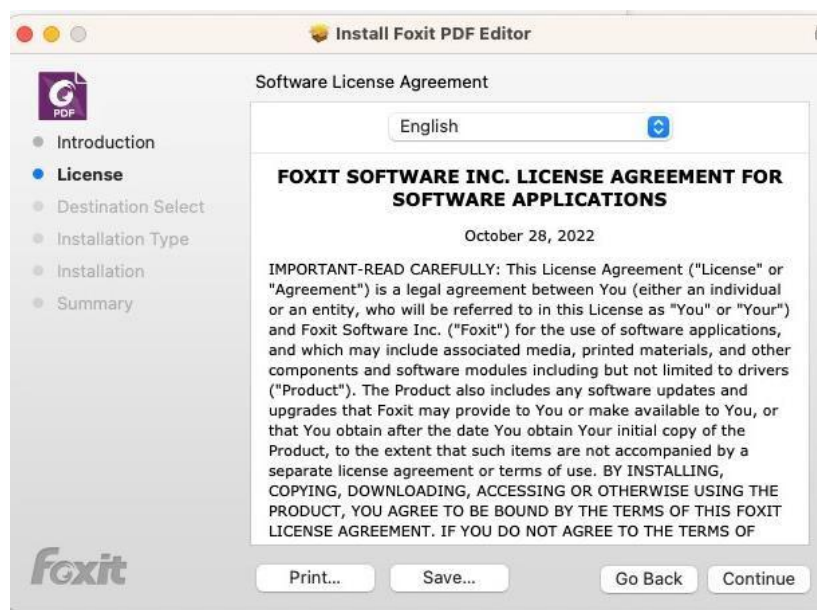 Install Foxit PDF Editor
PDF
Introduction
License
Destination Select
Installation Type
Installation
Summary
Software License Agreement
English
FOXIT SOFTWARE INC. LICENSE AGREEMENT FOR
SOFTWARE APPLICATIONS
October 28, 2022
IMPORTANT-READ CAREFULLY: This License Agreement ("License" or
"Agreement") is a legal agreement between You (either an individual
or an entity, who will be referred to in this License as "You" or "Your")
and Foxit Software Inc. ("Foxit") for the use of software applications,
and which may include associated media, printed materials, and other
components and software modules including but not limited to drivers
("Product"). The Product also includes any software updates and
upgrades that Foxit may provide to You or make available to You, or
that You obtain after the date You obtain Your initial copy of the
Product, to the extent that such items are not accompanied by a
separate license agreement or terms of use. BY INSTALLING,
COPYING, DOWNLOADING, ACCESSING OR OTHERWISE USING THE
PRODUCT, YOU AGREE TO BE BOUND BY THE TERMS OF THIS FOXIT
LICENSE AGREEMENT. IF YOU DO NOT AGREE TO THE TERMS OF
Foxit
Print...
Save...
Go Back
Continue